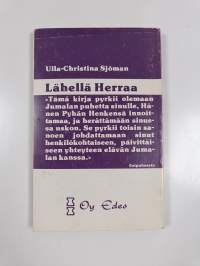 Ulla-Christina Sjöman
Lähellä Herraa
»Tämä kirja pyrkii olemaan
Jumalan puhetta sinulle, Hä-
nen Pyhän Henkensä innoit-
tamaa, ja herättämään sinus-
sa uskon. Se pyrkii toisin sa-
noen johdattamaan sinut
henkilökohtaiseen, päivittäi-
seen yhteyteen elävän Juma-
lan kanssa.»
Esipuheesta
Oy Edes